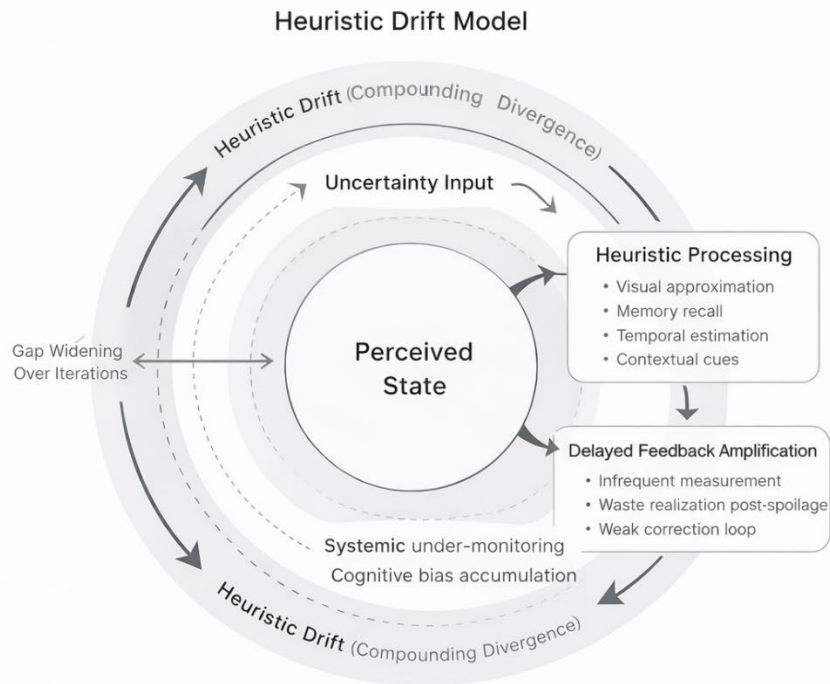 Heuristic Drift Model
Heuristic Drift (Compounding Divergence)
Uncertainty Input
Heuristic Processing
• Visual approximation
• Memory recall
• Temporal estimation
• Contextual cues
Gap Widening
Over Iterations
Perceived
State
Delayed Feedback Amplification
• Infrequent measurement
• Waste realization post-spoilage
• Weak correction loop
Systemic under-monitoring
Cognitive bias accumulation
Heuristic Drift (Compounding Divergence)